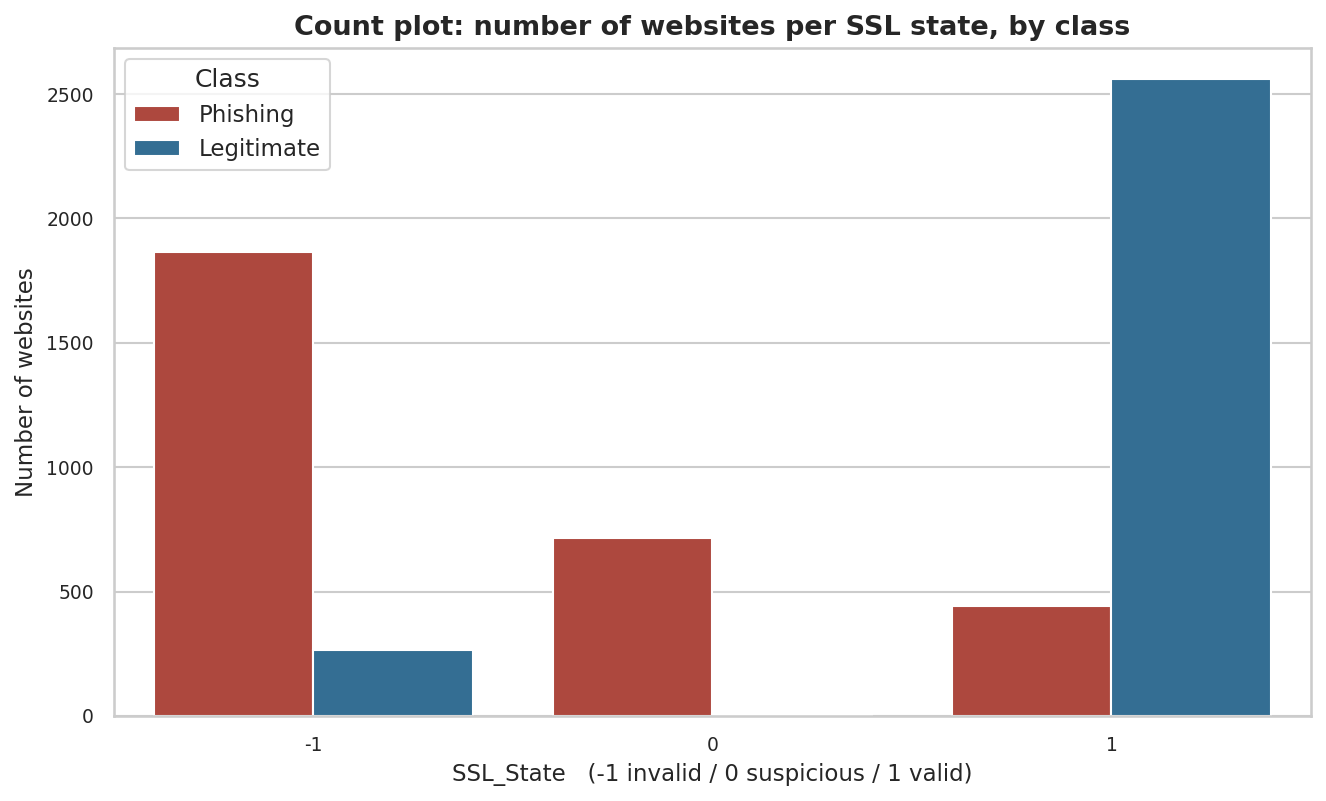 Count plot: number of websites per SSL state, by class
Class
Phishing
Legitimate
Number of websites
2500
2000
1500
1000
500
0
-1 0 1
SSL_State (-1 invalid / 0 suspicious / 1 valid)